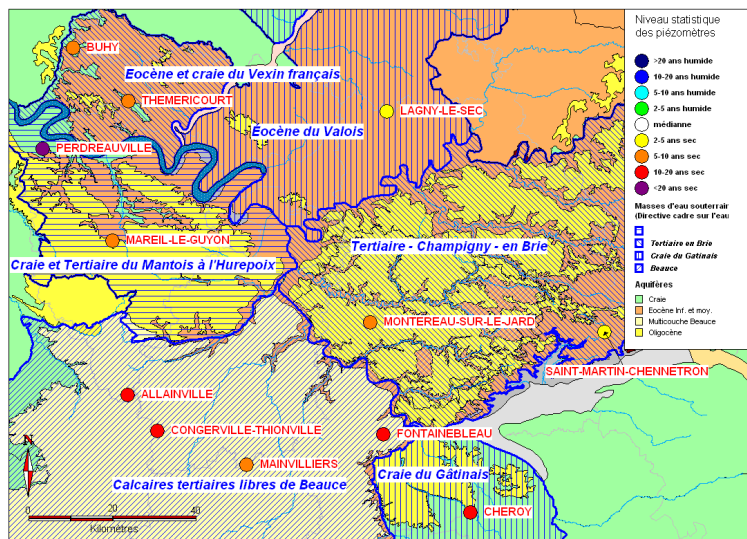 BUHY
Eocène et craie du Vexin français
THEMERICOURT
LAGNY-LE-SEC
Eocène du Valois
PERDREAUVILLE
MAREIL-LE-GUYON
Tertiaire - Champigny - en Brie
Craie et Tertiaire du Mantois à l'Hurepoix
MONTEREAU-SUR-LE-JARD
SAINT-MARTIN-CHENNETRON
ALLAINVILLE
CONGERVILLE-THIONVILLE
FONTAINEBLEAU
MAINVILLIERS
Craie du Gâtinais
Calcaires tertiaires libres de Beauce
CHEROY
N
0 20 40
Kilomètres
Niveau statistique
des piézomètres
>20 ans humide
10-20 ans humide
5-10 ans humide
2-5 ans humide
médianne
2-5 ans sec
5-10 ans sec
10-20 ans sec
<20 ans sec
Masses d'eau souterrain
(Directive cadre sur l'eau
Tertiaire en Brie
Craie du Gatinais
Beauce
Aquifères
Craie
Eocène Inf. et moy.
Multicouche Beauce
Oligocène